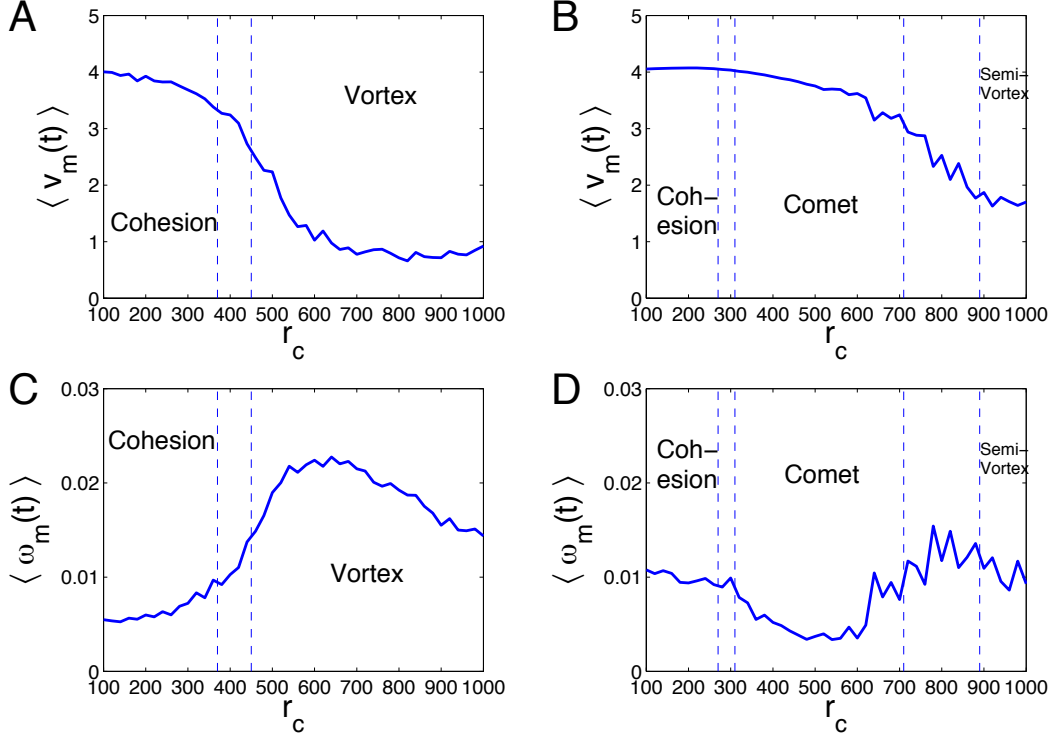 A
⟨ v_m(t) ⟩
5
4
3
2
1
0
Vortex
Cohesion
100 200 300 400 500 600 700 800 900 1000
r_c
B
⟨ v_m(t) ⟩
5
4
3
2
1
0
Semi-
Vortex
Coh-
esion
Comet
100 200 300 400 500 600 700 800 900 1000
r_c
C
⟨ ω_m(t) ⟩
0.03
0.02
0.01
0
Cohesion
Vortex
100 200 300 400 500 600 700 800 900 1000
r_c
D
⟨ ω_m(t) ⟩
0.03
0.02
0.01
0
Coh-
esion
Comet
Semi-
Vortex
100 200 300 400 500 600 700 800 900 1000
r_c